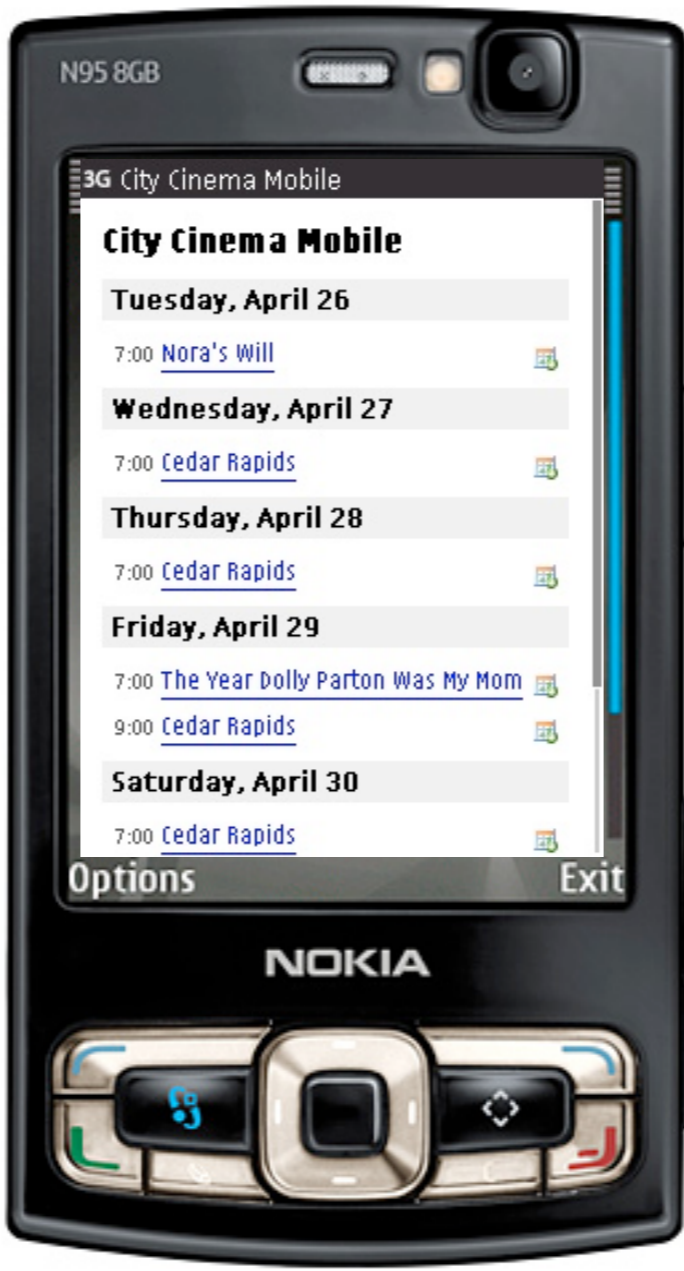 N95 8GB
3G City Cinema Mobile
City Cinema Mobile
Tuesday, April 26
7:00 Nora's Will
Wednesday, April 27
7:00 Cedar Rapids
Thursday, April 28
7:00 Cedar Rapids
Friday, April 29
7:00 The Year Dolly Parton Was My Mom
9:00 Cedar Rapids
Saturday, April 30
7:00 Cedar Rapids
Options Exit
NOKIA